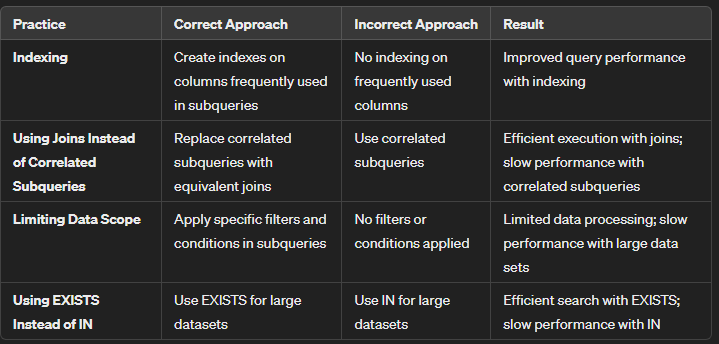 Practice Correct Approach Incorrect Approach Result
Indexing Create indexes on No indexing on Improved query performance
columns frequently used frequently used with indexing
in subqueries columns
Using Joins Instead Replace correlated Use correlated Efficient execution with joins;
of Correlated subqueries with subqueries slow performance with
Subqueries equivalent joins correlated subqueries
Limiting Data Scope Apply specific filters and No filters or Limited data processing; slow
conditions in subqueries conditions applied performance with large data
sets
Using EXISTS Use EXISTS for large Use IN for large Efficient search with EXISTS;
Instead of IN datasets datasets slow performance with IN